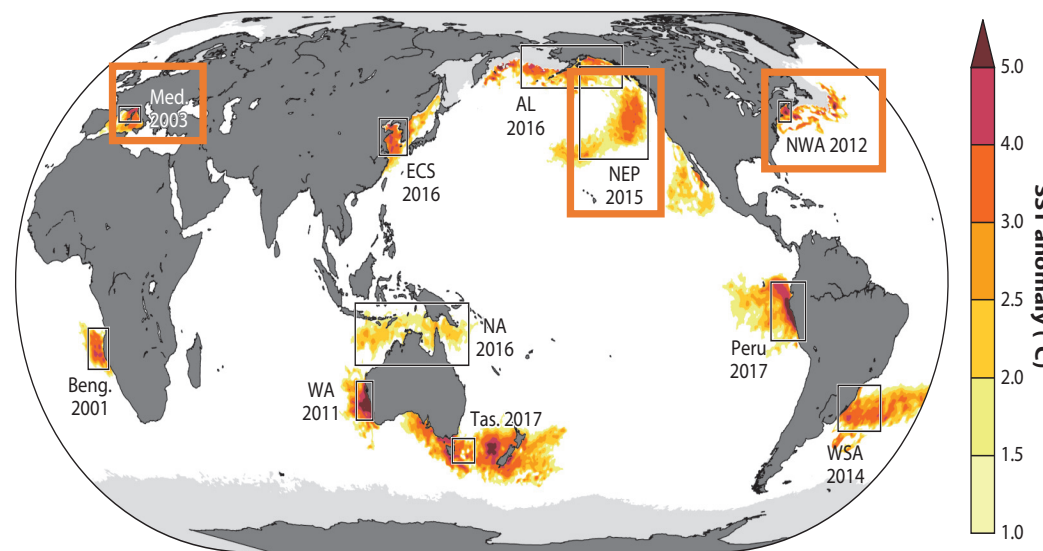 Med.
2003
AL
2016
ECS
2016
NEP
2015
NWA 2012
NA
2016
Beng.
2001
WA
2011
Tas. 2017
Peru
2017
WSA
2014
5.0
4.0
3.0
2.5
2.0
1.5
1.0
SST anomaly (°C)